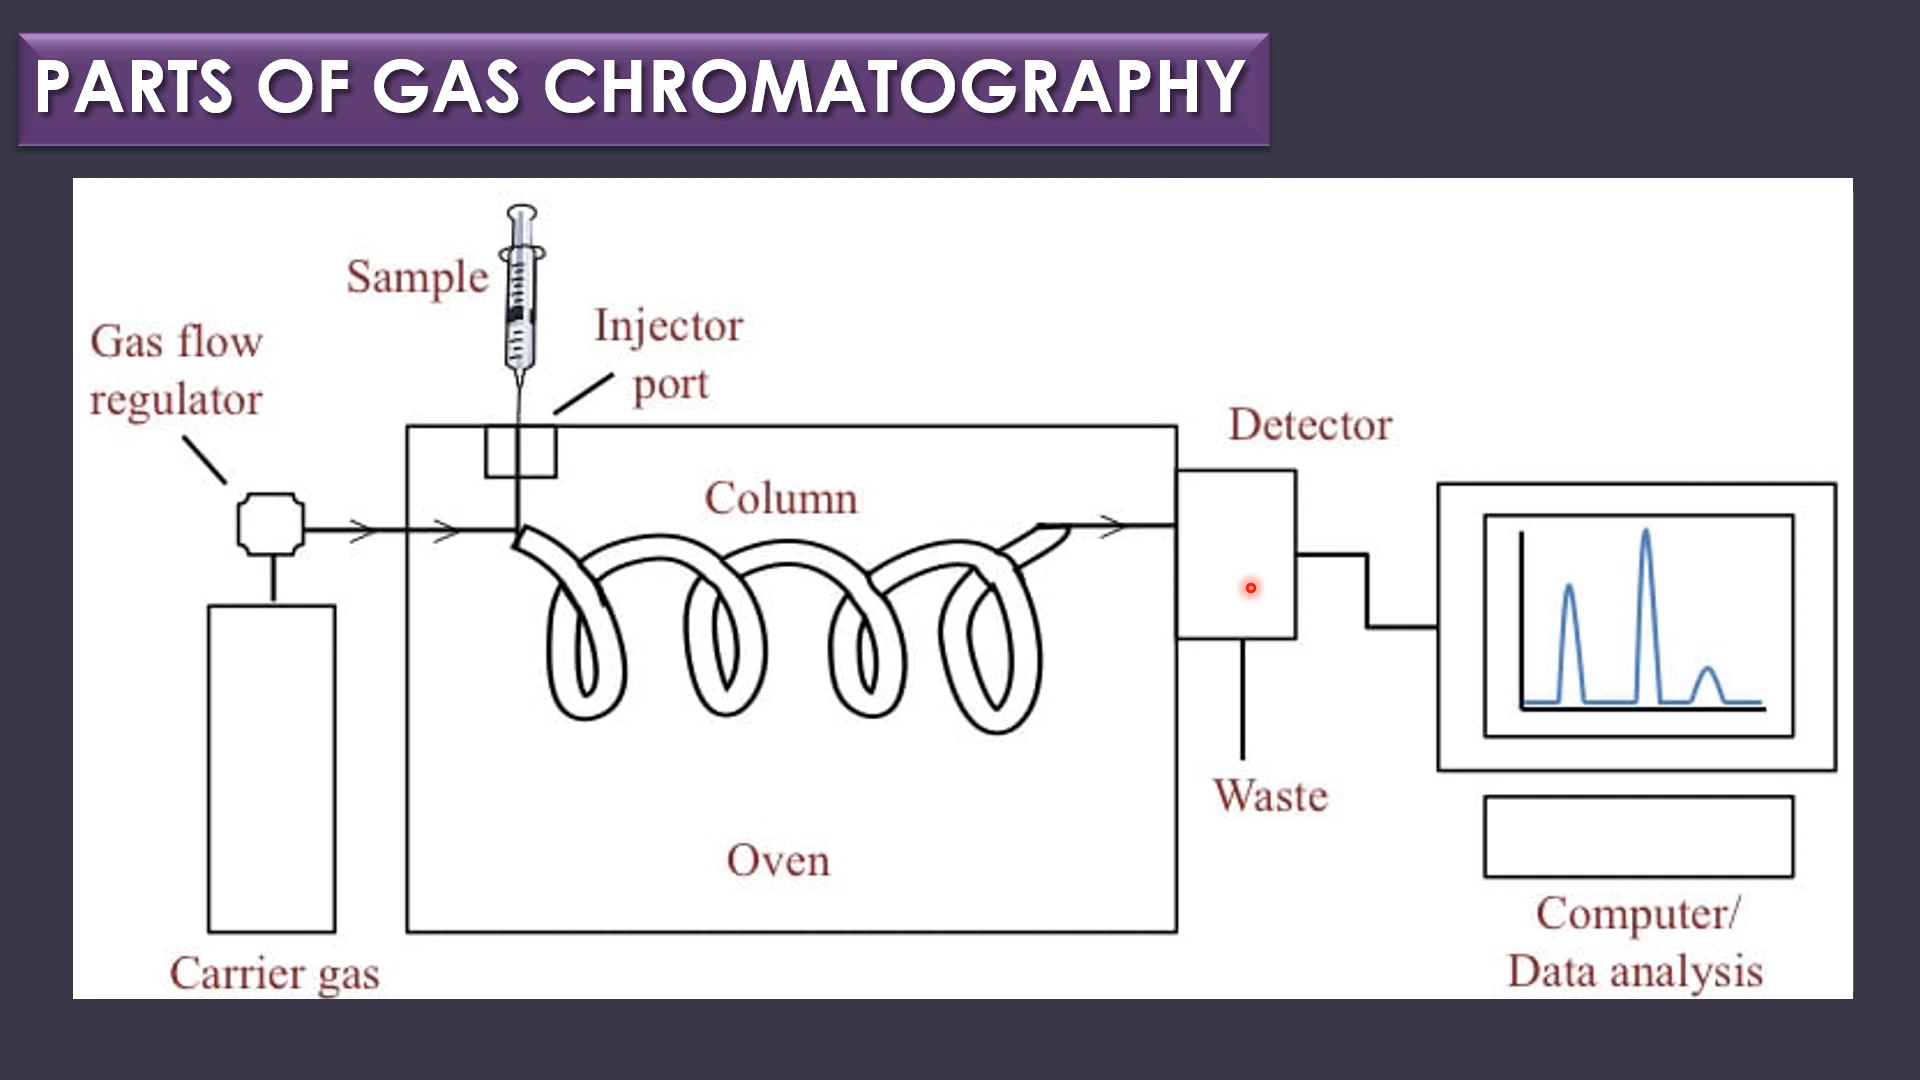 PARTS OF GAS CHROMATOGRAPHY
Sample
Injector
port
Gas flow
regulator
Detector
Column
Waste
Oven
Computer/
Data analysis
Carrier gas